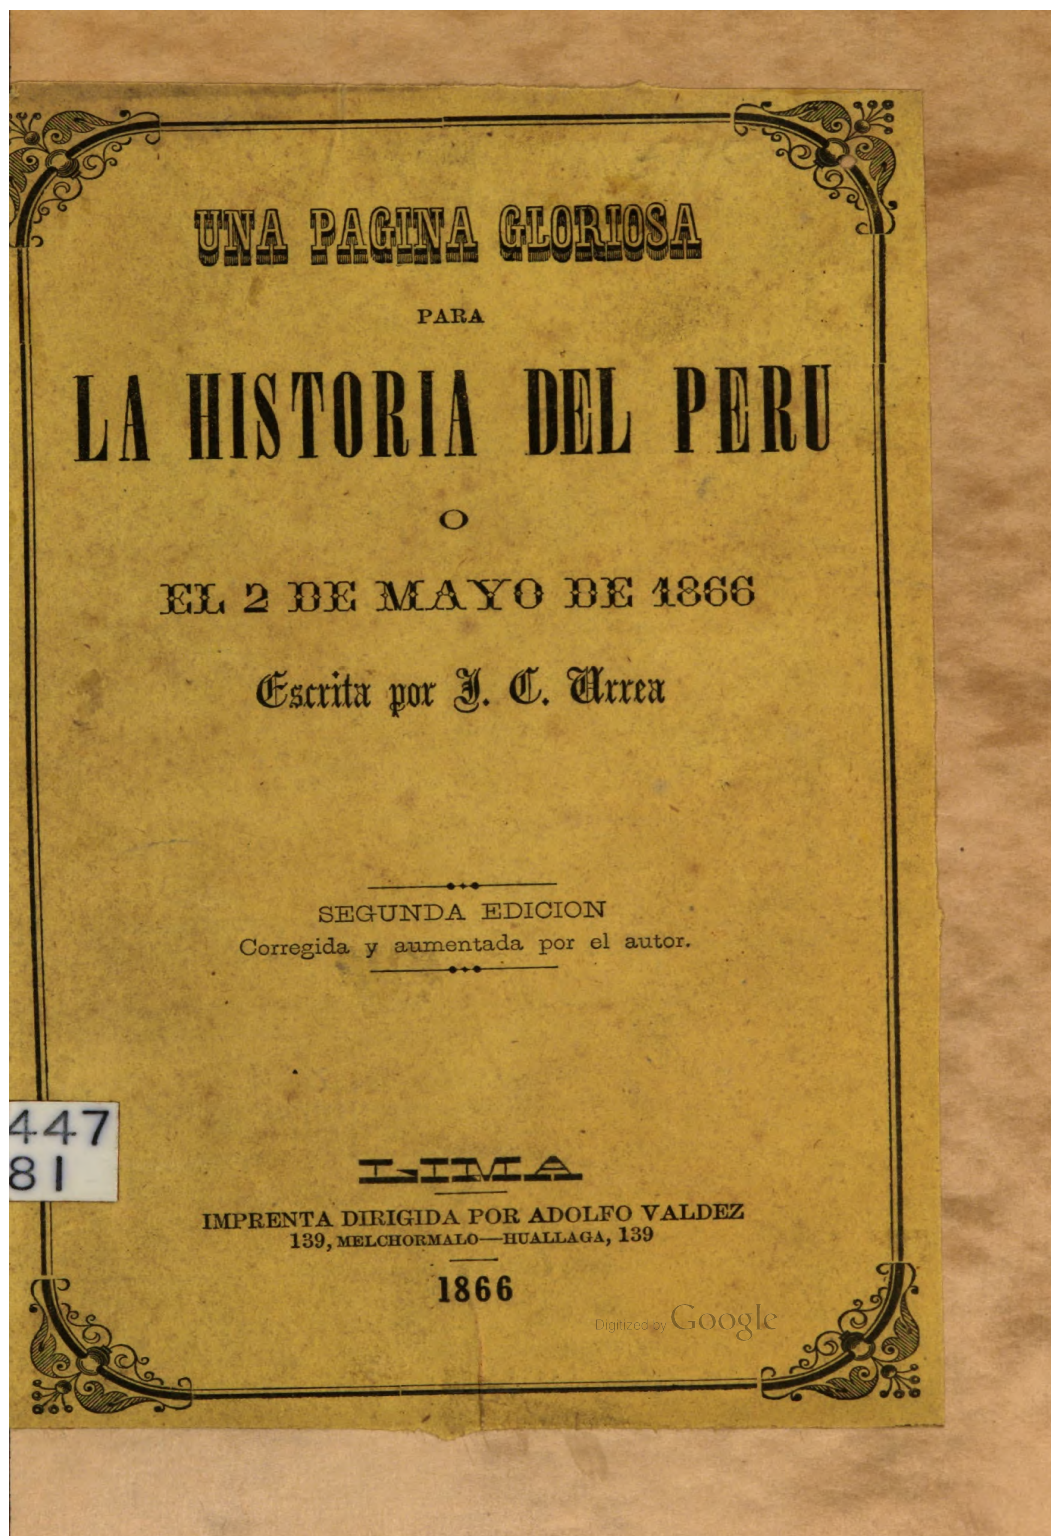 UNA PAGINA GLORIOSA
PARA
LA HISTORIA DEL PERU
O
EL 2 DE MAYO DE 1866
Escrita por J. C. Urrea
SEGUNDA EDICION
Corregida y aumentada por el autor.
447
81
LIMA
IMPRENTA DIRIGIDA POR ADOLFO VALDEZ
139, MELCHORMALO—HUALLAGA, 139
1866
Digitized by Google